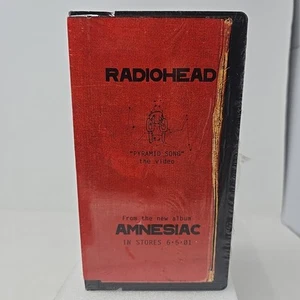 RADIOHEAD
"PYRAMID SONG"
the video
from the new album
AMNESIAC
IN STORES 6-5-01